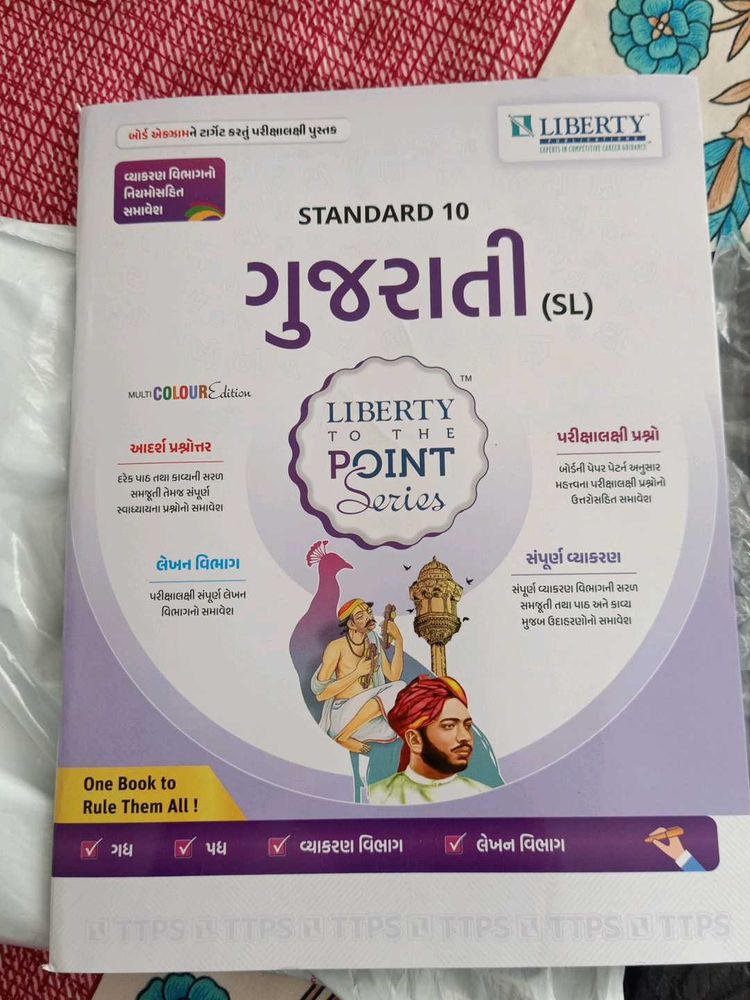 બોર્ડ એક્ઝામને ટાર્ગેટ કરતું પરીક્ષાલક્ષી પુસ્તક
LIBERTY™
PUBLICATIONS
EXPERTS IN COMPETITIVE CAREER GUIDANCE
વ્યાકરણ વિભાગનો
નિયમોસહિત
સમાવેશ
STANDARD 10
ગુજરાતી (SL)
MULTI COLOUR Edition
LIBERTY
TO THE
POINT
Series
TM
આદર્શ પ્રશ્નોત્તર
દરેક પાઠ તથા કાવ્યની સરળ
સમજૂતી તેમજ સંપૂર્ણ
સ્વાધ્યાયના પ્રશ્નોનો સમાવેશ
પરીક્ષાલક્ષી પ્રશ્નો
બોર્ડની પેપર પેટર્ન અનુસાર
મહત્ત્વના પરીક્ષાલક્ષી પ્રશ્નોનો
ઉત્તરોસહિત સમાવેશ
લેખન વિભાગ
પરીક્ષાલક્ષી સંપૂર્ણ લેખન
વિભાગનો સમાવેશ
સંપૂર્ણ વ્યાકરણ
સંપૂર્ણ વ્યાકરણ વિભાગની સરળ
સમજૂતી તથા પાઠ અને કાવ્ય
મુજબ ઉદાહરણોનો સમાવેશ
One Book to
Rule Them All !
ગદ્ય પદ્ય વ્યાકરણ વિભાગ લેખન વિભાગ
TTPS TTPS TTPS TTPS TTPS TTPS